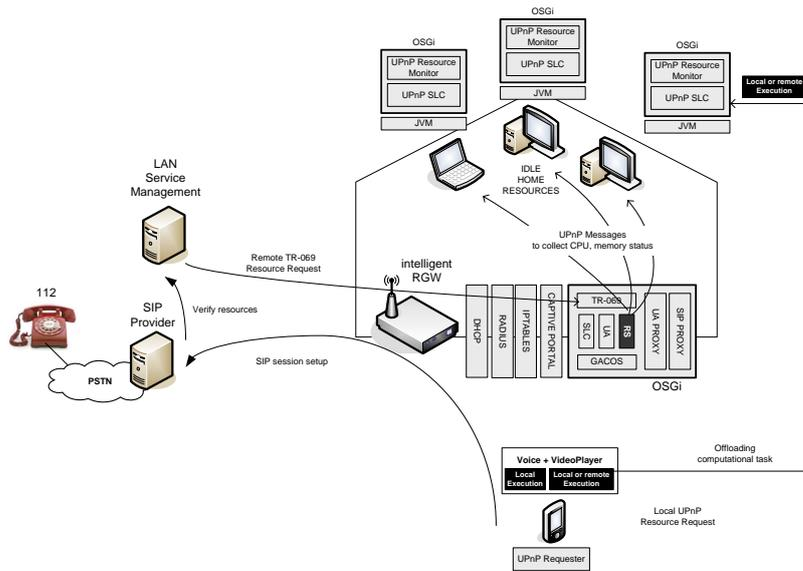 OSGi
UPnP Resource
Monitor
UPnP SLC
JVM
OSGi
UPnP Resource
Monitor
UPnP SLC
JVM
OSGi
UPnP Resource
Monitor
UPnP SLC
JVM
Local or remote
Execution
LAN
Service
Management
IDLE
HOME
RESOURCES
UPnP Messages
to collect CPU, memory status
Remote TR-069
Resource Request
intelligent
RGW
112
SIP
Provider
Verify resources
PSTN
SIP session setup
DHCP
RADIUS
IPTABLES
CAPTIVE PORTAL
TR-069
SLC
UA
RS
GACOS
UA PROXY
SIP PROXY
OSGi
Voice + VideoPlayer
Local
Execution
Local or remote
Execution
Offloading
computational task
Local UPnP
Resource Request
UPnP Requester